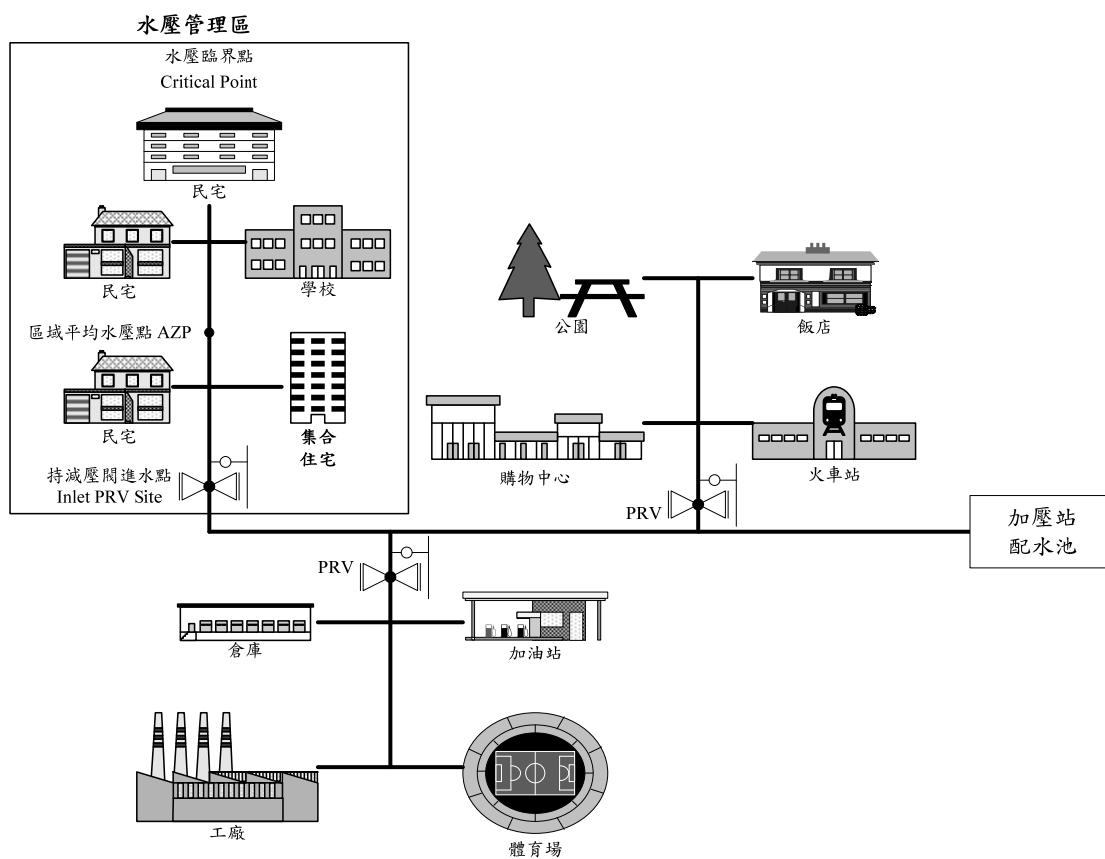 水壓管理區
水壓臨界點
Critical Point
民宅
民宅
學校
區域平均水壓點 AZP
民宅
集合
住宅
持減壓閥進水點
Inlet PRV Site
公園
飯店
購物中心
火車站
PRV
加壓站
配水池
PRV
倉庫
加油站
工廠
體育場